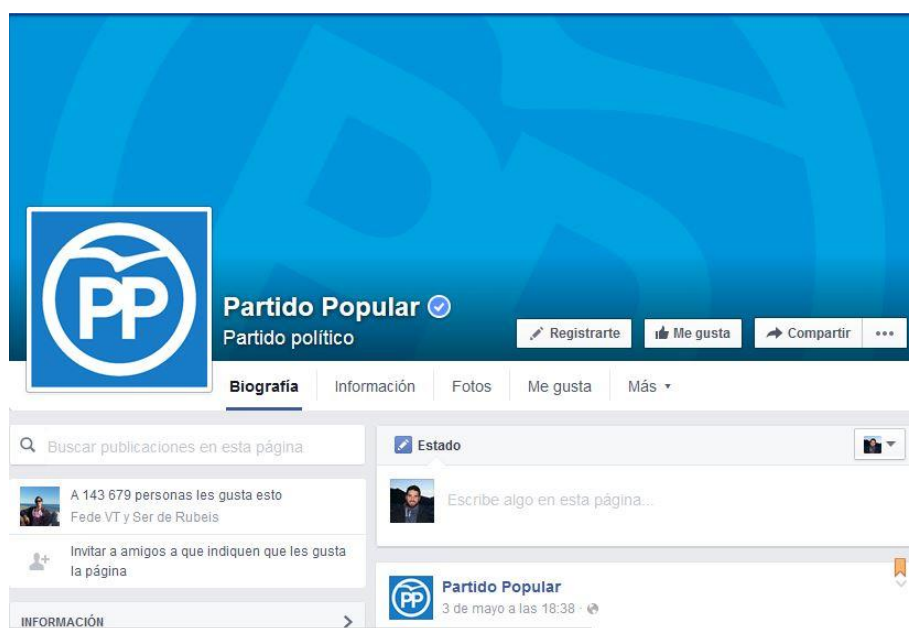 PP
Partido Popular
Partido político
Registrarte
Me gusta
Compartir
Biografía
Información
Fotos
Me gusta
Más
Buscar publicaciones en esta página
A 143 679 personas les gusta esto
Fede VT y Ser de Rubeis
Invitar a amigos a que indiquen que les gusta
la página
INFORMACIÓN
Estado
Escribe algo en esta página...
PP
Partido Popular
3 de mayo a las 18:38 ·